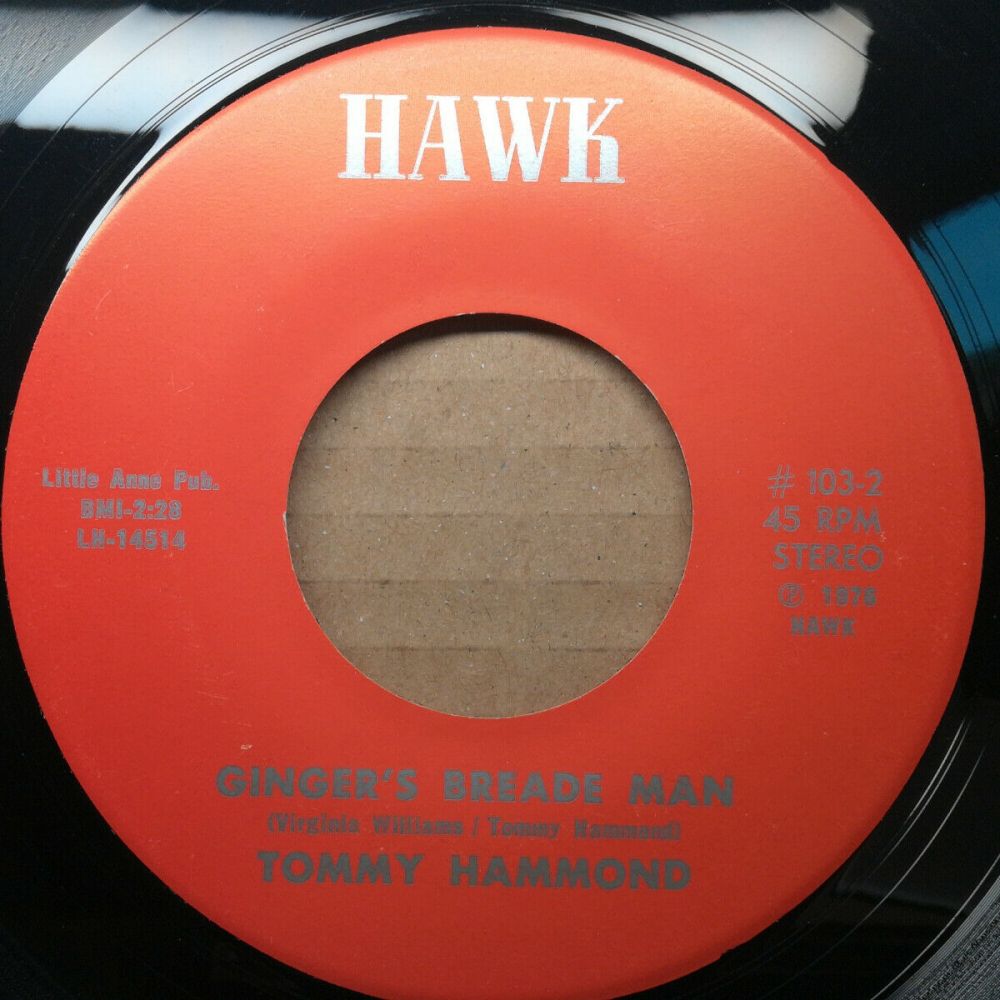 HAWK
Little Anne Pub.
BMI-2:28
LH-14514
# 103-2
45 RPM
STEREO
℗ 1978
HAWK
GINGER'S BREADE MAN
(Virginia Williams / Tommy Hammond)
TOMMY HAMMOND